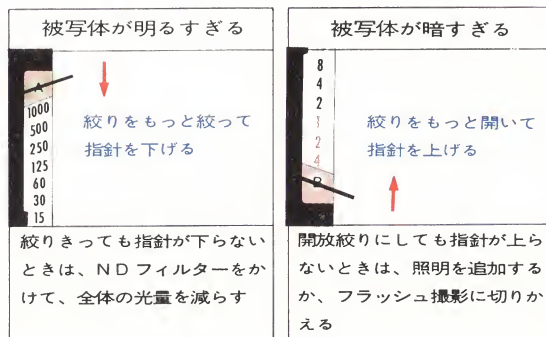 被写体が明るすぎる
A
1000
500
250
125
60
30
15
絞りをもっと絞って
指針を下げる
絞りきっても指針が下らない
ときは、NDフィルターをか
けて、全体の光量を減らす
被写体が暗すぎる
8
4
2
1
2
4
B
絞りをもっと開いて
指針を上げる
開放絞りにしても指針が上ら
ないときは、照明を追加する
か、フラッシュ撮影に切りか
える